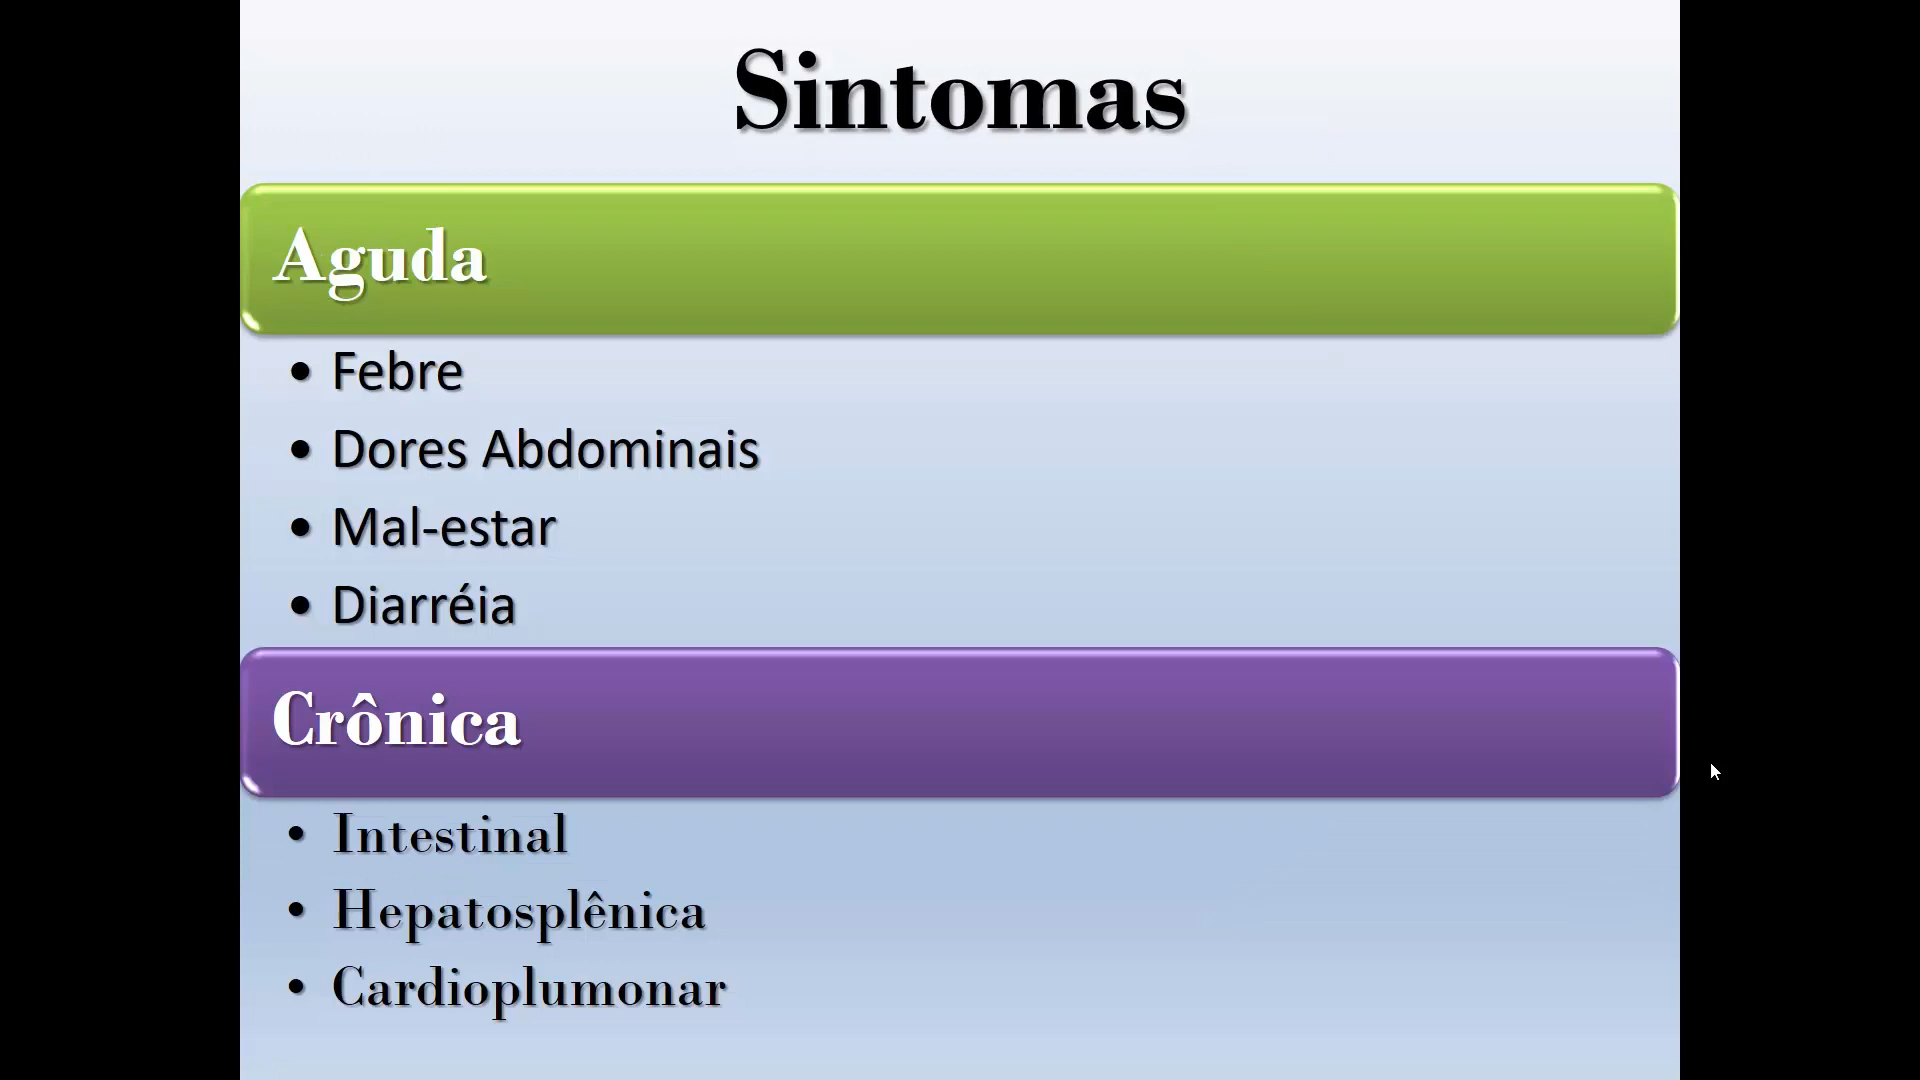 Sintomas
Aguda
• Febre
• Dores Abdominais
• Mal-estar
• Diarréia
Crônica
• Intestinal
• Hepatosplênica
• Cardioplumonar